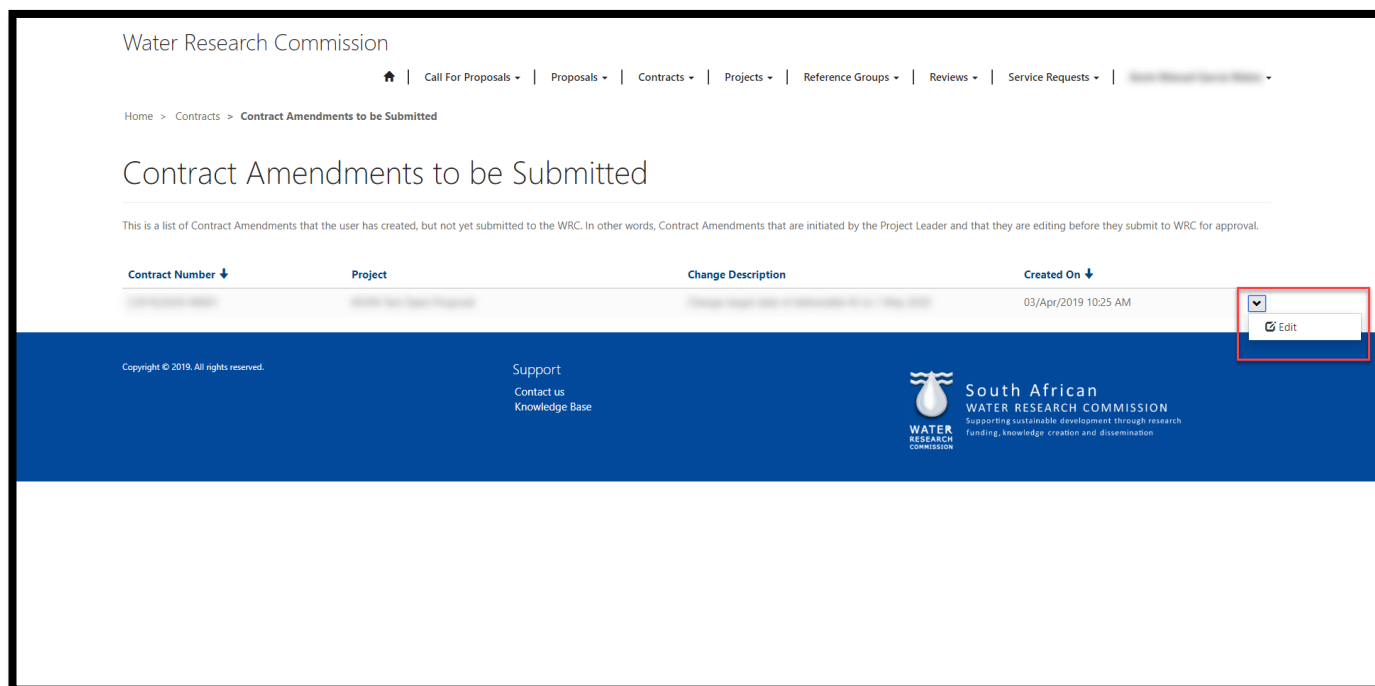 Water Research Commission
Call For Proposals Proposals Contracts Projects Reference Groups Reviews Service Requests
Home > Contracts > Contract Amendments to be Submitted
Contract Amendments to be Submitted
This is a list of Contract Amendments that the user has created, but not yet submitted to the WRC. In other words, Contract Amendments that are initiated by the Project Leader and that they are editing before they submit to WRC for approval.
Contract Number Project Change Description Created On
03/Apr/2019 10:25 AM
Edit
Copyright © 2019. All rights reserved.
Support
Contact us
Knowledge Base
WATER
RESEARCH
COMMISSION
South African
WATER RESEARCH COMMISSION
Supporting sustainable development through research
funding, knowledge creation and dissemination